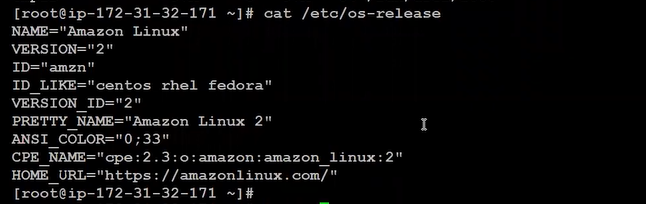 [root@ip-172-31-32-171 ~]# cat /etc/os-release
NAME="Amazon Linux"
VERSION="2"
ID="amzn"
ID_LIKE="centos rhel fedora"
VERSION_ID="2"
PRETTY_NAME="Amazon Linux 2"
ANSI_COLOR="0;33"
CPE_NAME="cpe:2.3:o:amazon:amazon_linux:2"
HOME_URL="https://amazonlinux.com/"
[root@ip-172-31-32-171 ~]#